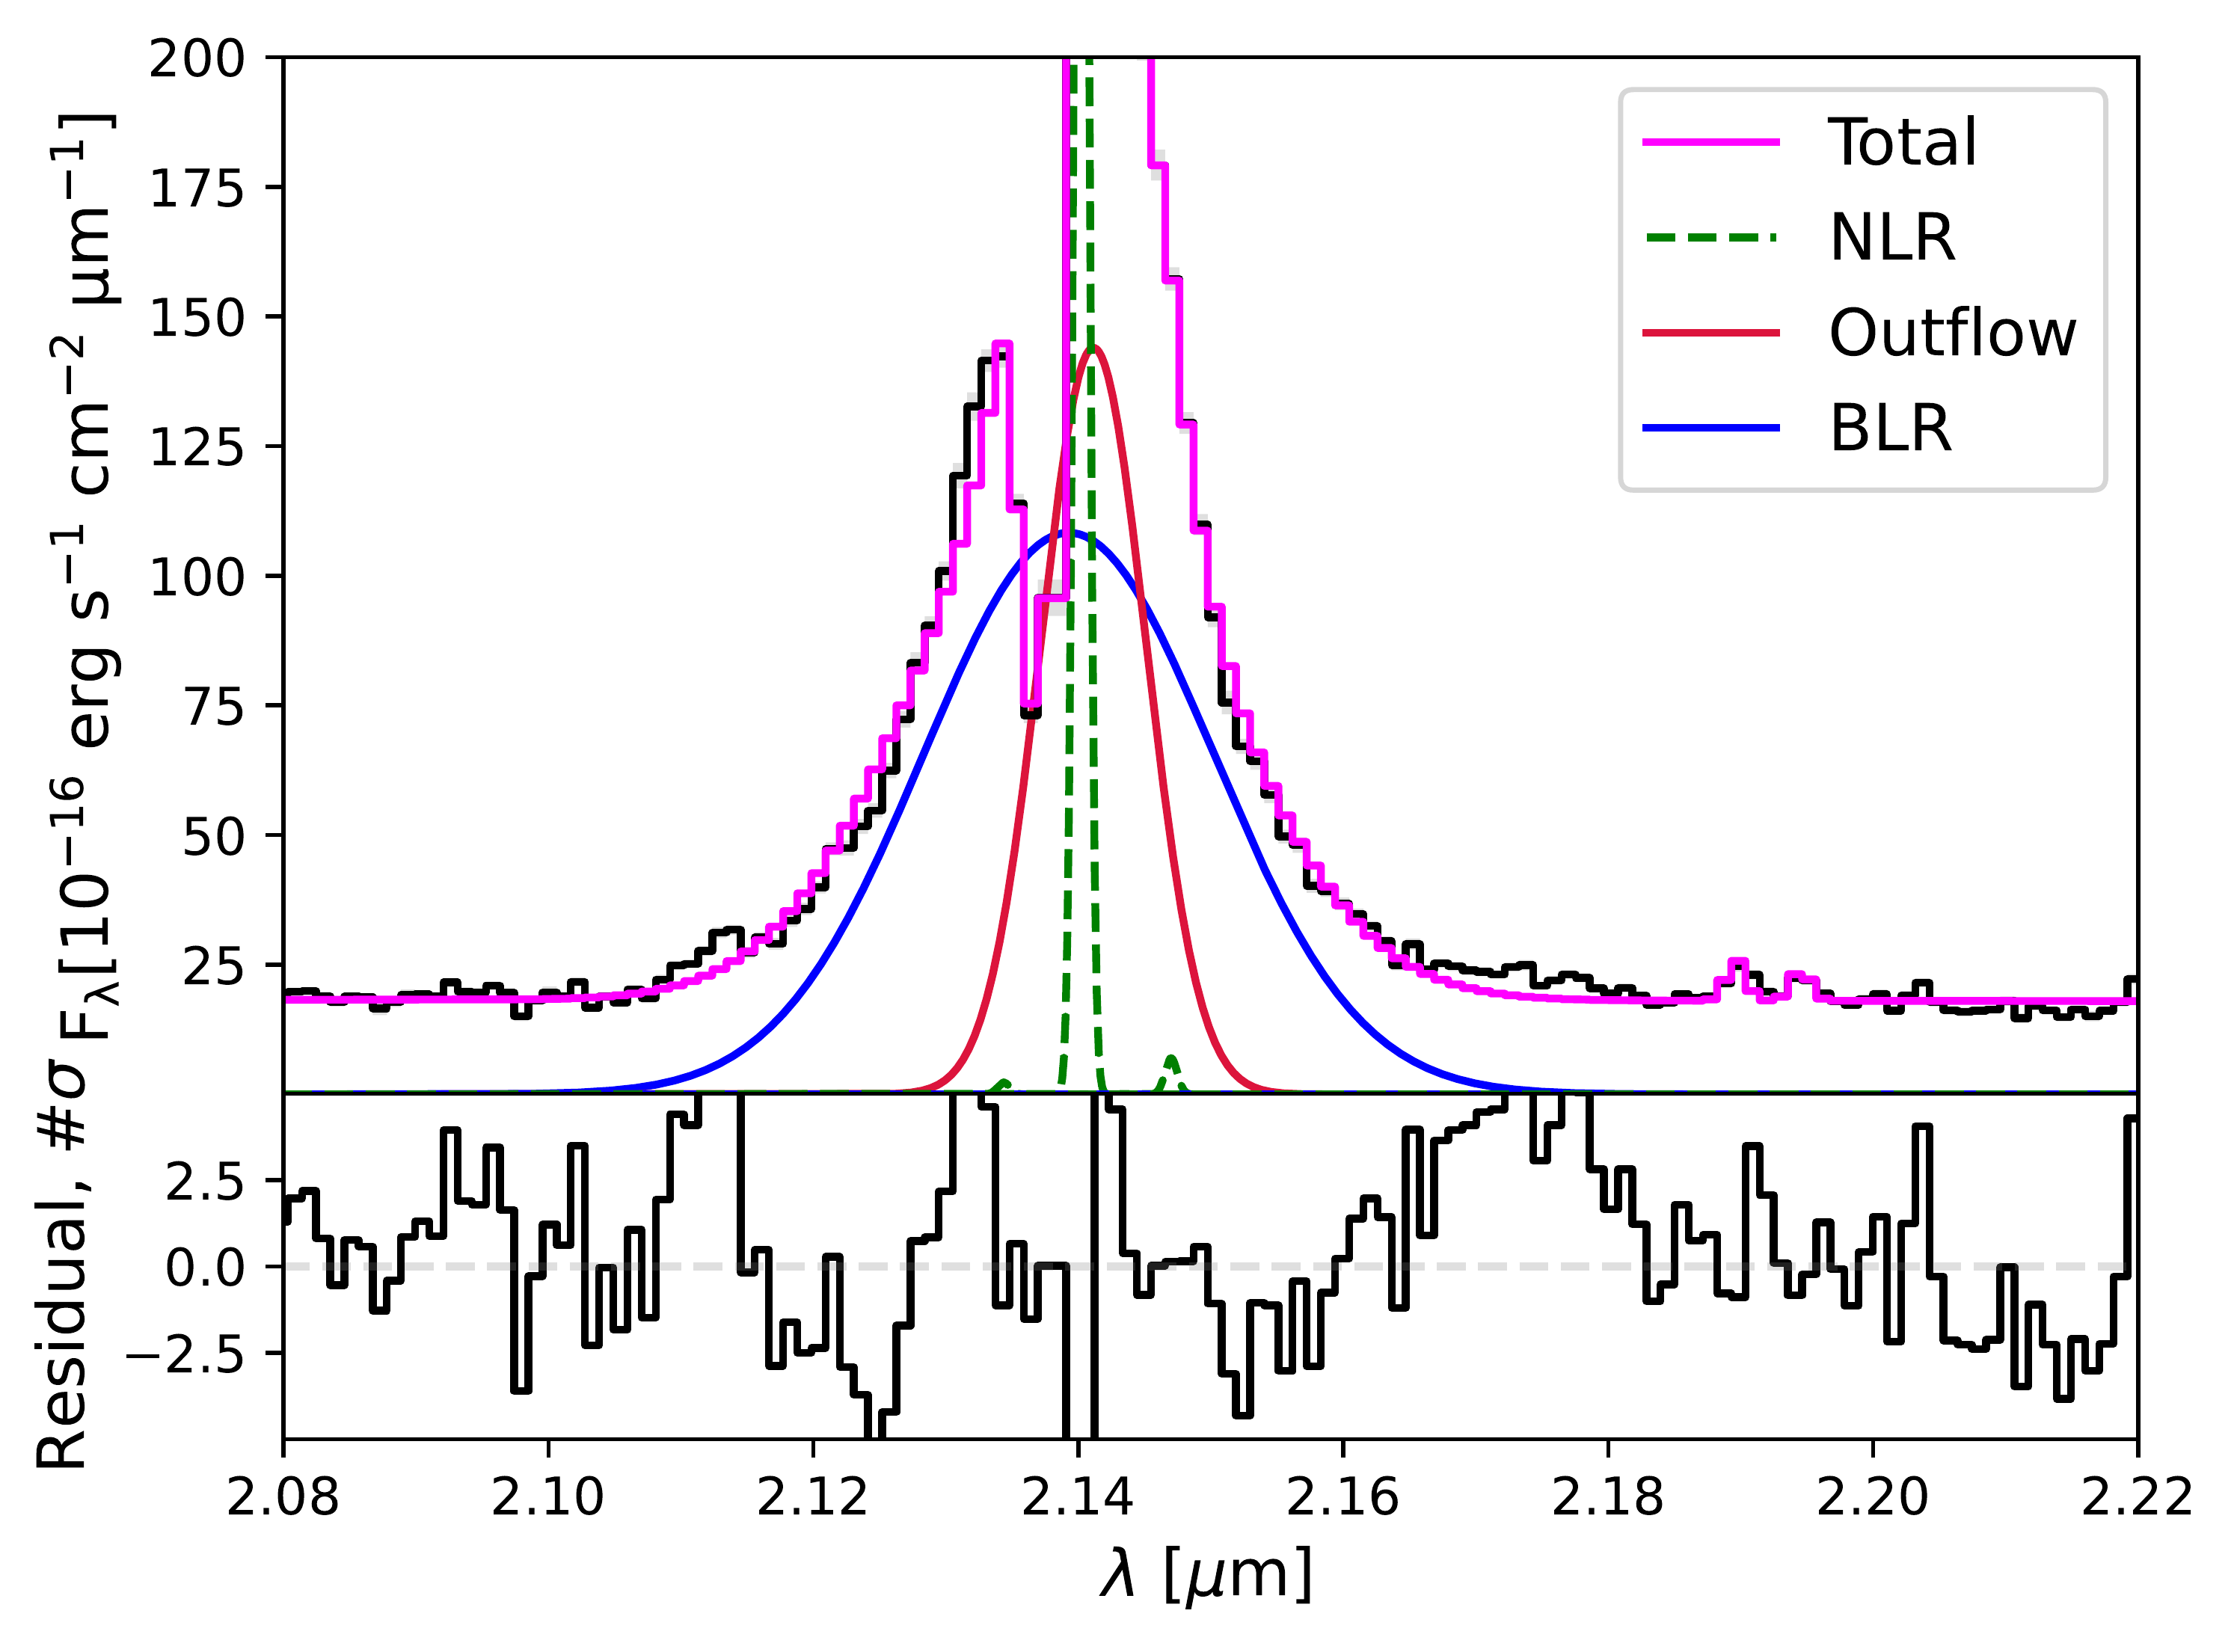 200
175
150
125
100
75
50
25
F_λ[10⁻¹⁶ erg s⁻¹ cm⁻² μm⁻¹]
Total
NLR
Outflow
BLR
2.5
0.0
−2.5
Residual, #σ
2.08 2.10 2.12 2.14 2.16 2.18 2.20 2.22
λ [μm]